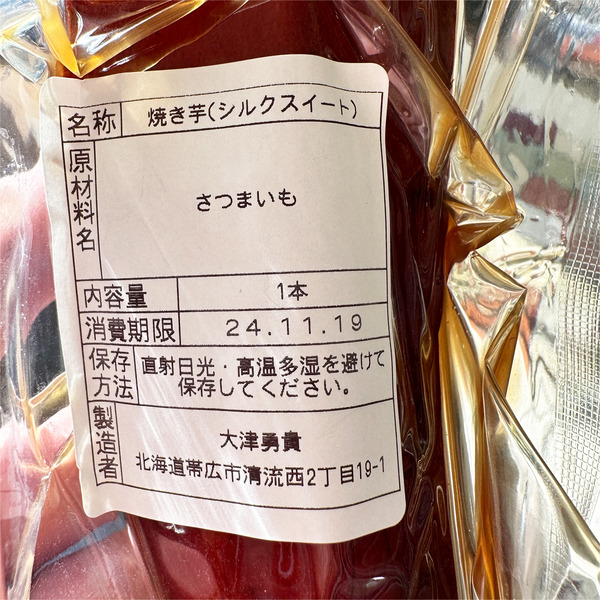 名称 焼き芋(シルクスイート)
原材料名 さつまいも
内容量 1本
消費期限 24.11.19
保存方法 直射日光・高温多湿を避けて
保存してください。
製造者 大津勇貴
北海道帯広市清流西2丁目19-1